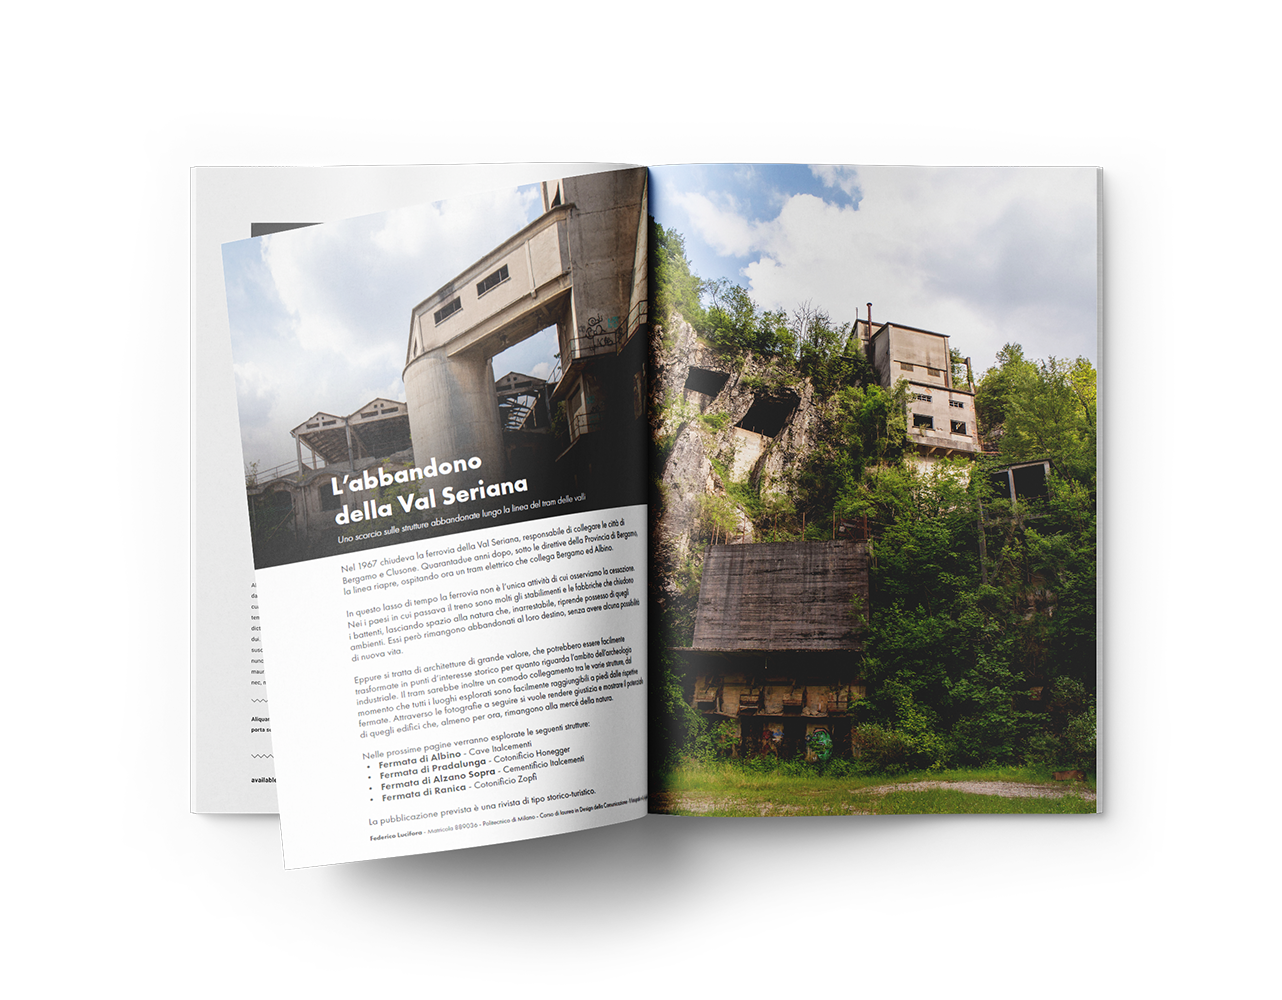 L'abbandono
della Val Seriana
Uno scorcio sulle strutture abbandonate lungo la linea del tram delle valli
Nel 1967 chiudeva la ferrovia della Val Seriana, responsabile di collegare le città di
Bergamo e Clusone. Quarantadue anni dopo, sotto le direttive della Provincia di Bergamo,
la linea riapre, ospitando ora un tram elettrico che collega Bergamo ed Albino.
In questo lasso di tempo la ferrovia non è l'unica attività di cui osserviamo la cessazione.
Nei i paesi in cui passava il treno sono molti gli stabilimenti e le fabbriche che chiudono
i battenti, lasciando spazio alla natura che, inarrestabile, riprende possesso di quegli
ambienti. Essi però rimangono abbandonati al loro destino, senza avere alcuna possibilità
di nuova vita.
Eppure si tratta di architetture di grande valore, che potrebbero essere facilmente
trasformate in punti d'interesse storico per quanto riguarda l'ambito dell'archeologia
industriale. Il tram sarebbe inoltre un comodo collegamento tra le varie strutture, dal
momento che tutti i luoghi esplorati sono facilmente raggiungibili a piedi dalle rispettive
fermate. Attraverso le fotografie a seguire si vuole rendere giustizia e mostrare il potenziale
di quegli edifici che, almeno per ora, rimangono alla mercé della natura.
Nelle prossime pagine verranno esplorate le seguenti strutture:
• Fermata di Albino - Cave Italcementi
• Fermata di Pradalunga - Cotonificio Honegger
• Fermata di Alzano Sopra - Cementificio Italcementi
• Fermata di Ranica - Cotonificio Zopfi
La pubblicazione prevista è una rivista di tipo storico-turistico.
Federico Lucifora - Matricola 889036 - Politecnico di Milano - Corso di laurea in Design della Comunicazione
Al
da
cu
tem
dict
dui.
susc
nunc
maur
nec, n
Aliquar
porta se
available